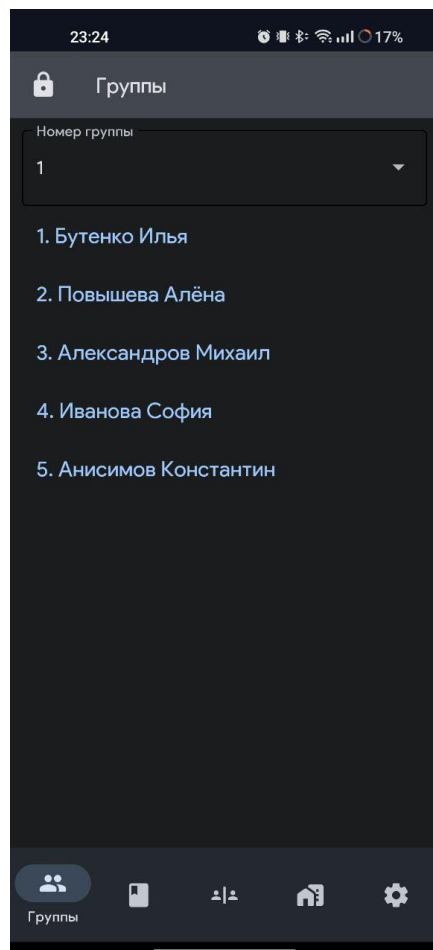 23:24
17%
Группы
Номер группы
1
1. Бутенко Илья
2. Повышева Алёна
3. Александров Михаил
4. Иванова София
5. Анисимов Константин
Группы